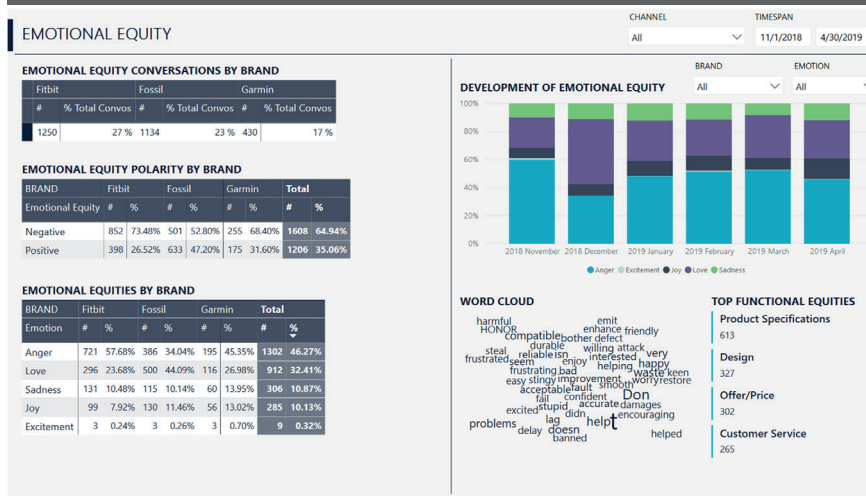 EMOTIONAL EQUITY
CHANNEL
All
TIMESPAN
11/1/2018 4/30/2019
EMOTIONAL EQUITY CONVERSATIONS BY BRAND
Fitbit Fossil Garmin
# % Total Convos # % Total Convos # % Total Convos
1250 27 % 1134 23 % 430 17 %
EMOTIONAL EQUITY POLARITY BY BRAND
BRAND Fitbit Fossil Garmin Total
Emotional Equity # % # % # % # %
Negative 852 73.48% 501 52.80% 255 68.40% 1608 64.94%
Positive 398 26.52% 633 47.20% 175 31.60% 1206 35.06%
EMOTIONAL EQUITIES BY BRAND
BRAND Fitbit Fossil Garmin Total
Emotion # % # % # % # %
Anger 721 57.68% 386 34.04% 195 45.35% 1302 46.27%
Love 296 23.68% 500 44.09% 116 26.98% 912 32.41%
Sadness 131 10.48% 115 10.14% 60 13.95% 306 10.87%
Joy 99 7.92% 130 11.46% 56 13.02% 285 10.13%
Excitement 3 0.24% 3 0.26% 3 0.70% 9 0.32%
BRAND
All
EMOTION
All
DEVELOPMENT OF EMOTIONAL EQUITY
100%
80%
60%
40%
20%
0%
2018 November 2018 December 2019 January 2019 February 2019 March 2019 April
Anger Excitement Joy Love Sadness
WORD CLOUD
harmful emit
HONOR enhance friendly
compatible bother defect
durable willing attack
steal reliable isn interested very
frustrated seem enjoy helping happy
frustrating bad waste keen
easy stingy improvement worry restore
acceptable fault smooth
fail confident Don
excited stupid accurate damages
didn encouraging
problems lag help t
delay doesn helped
banned
TOP FUNCTIONAL EQUITIES
Product Specifications
613
Design
327
Offer/Price
302
Customer Service
265